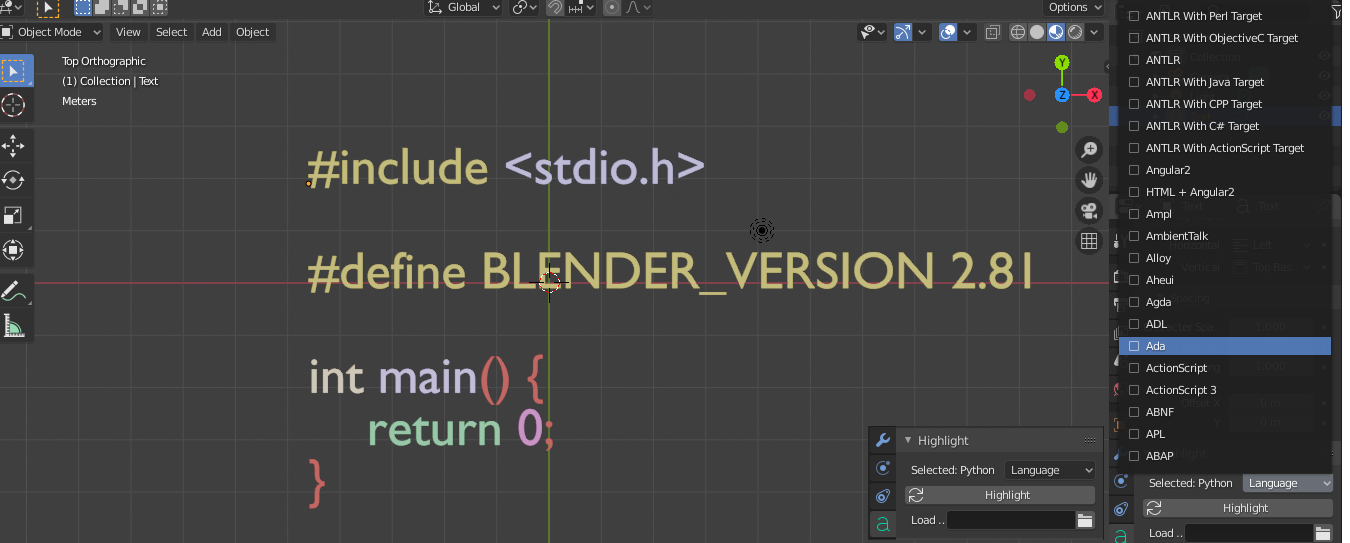 Global
Options
Object Mode View Select Add Object
Top Orthographic
(1) Collection | Text
Meters
Y
Z
X
#include <stdio.h>
#define BLENDER_VERSION 2.81
int main() {
return 0;
}
Highlight
Selected: Python Language
Highlight
Load ..
ANTLR With Perl Target
ANTLR With ObjectiveC Target
ANTLR
ANTLR With Java Target
ANTLR With CPP Target
ANTLR With C# Target
ANTLR With ActionScript Target
Angular2
HTML + Angular2
Ampl
AmbientTalk
Alloy
Aheui
Agda
ADL
Ada
ActionScript
ActionScript 3
ABNF
APL
ABAP
Selected: Python Language
Highlight
Load ..